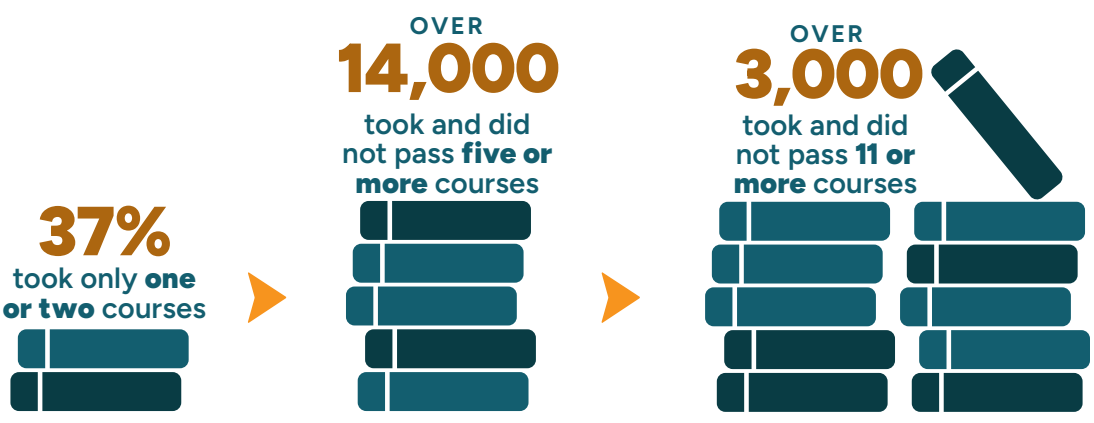 37%
took only one
or two courses
OVER
14,000
took and did
not pass five or
more courses
OVER
3,000
took and did
not pass 11 or
more courses